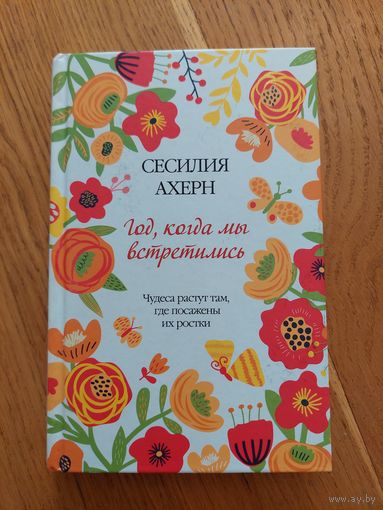 СЕСИЛИЯ
АХЕРН
Год, когда мы
встретились
Чудеса растут там,
где посажены
их ростки
www.ay.by